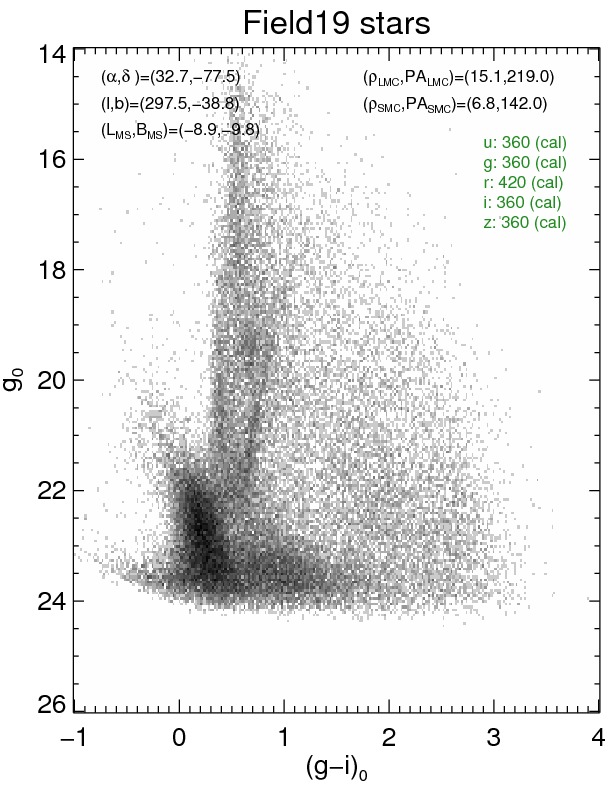 Field19 stars
(α,δ )=(32.7,−77.5)
(ρLMC,PALMC)=(15.1,219.0)
(l,b)=(297.5,−38.8)
(ρSMC,PASMC)=(6.8,142.0)
(LMS,BMS)=(−8.9,−9.8)
u: 360 (cal)
g: 360 (cal)
r: 420 (cal)
i: 360 (cal)
z: 360 (cal)
14
16
18
20
22
24
26
g0
−1 0 1 2 3 4
(g−i)0